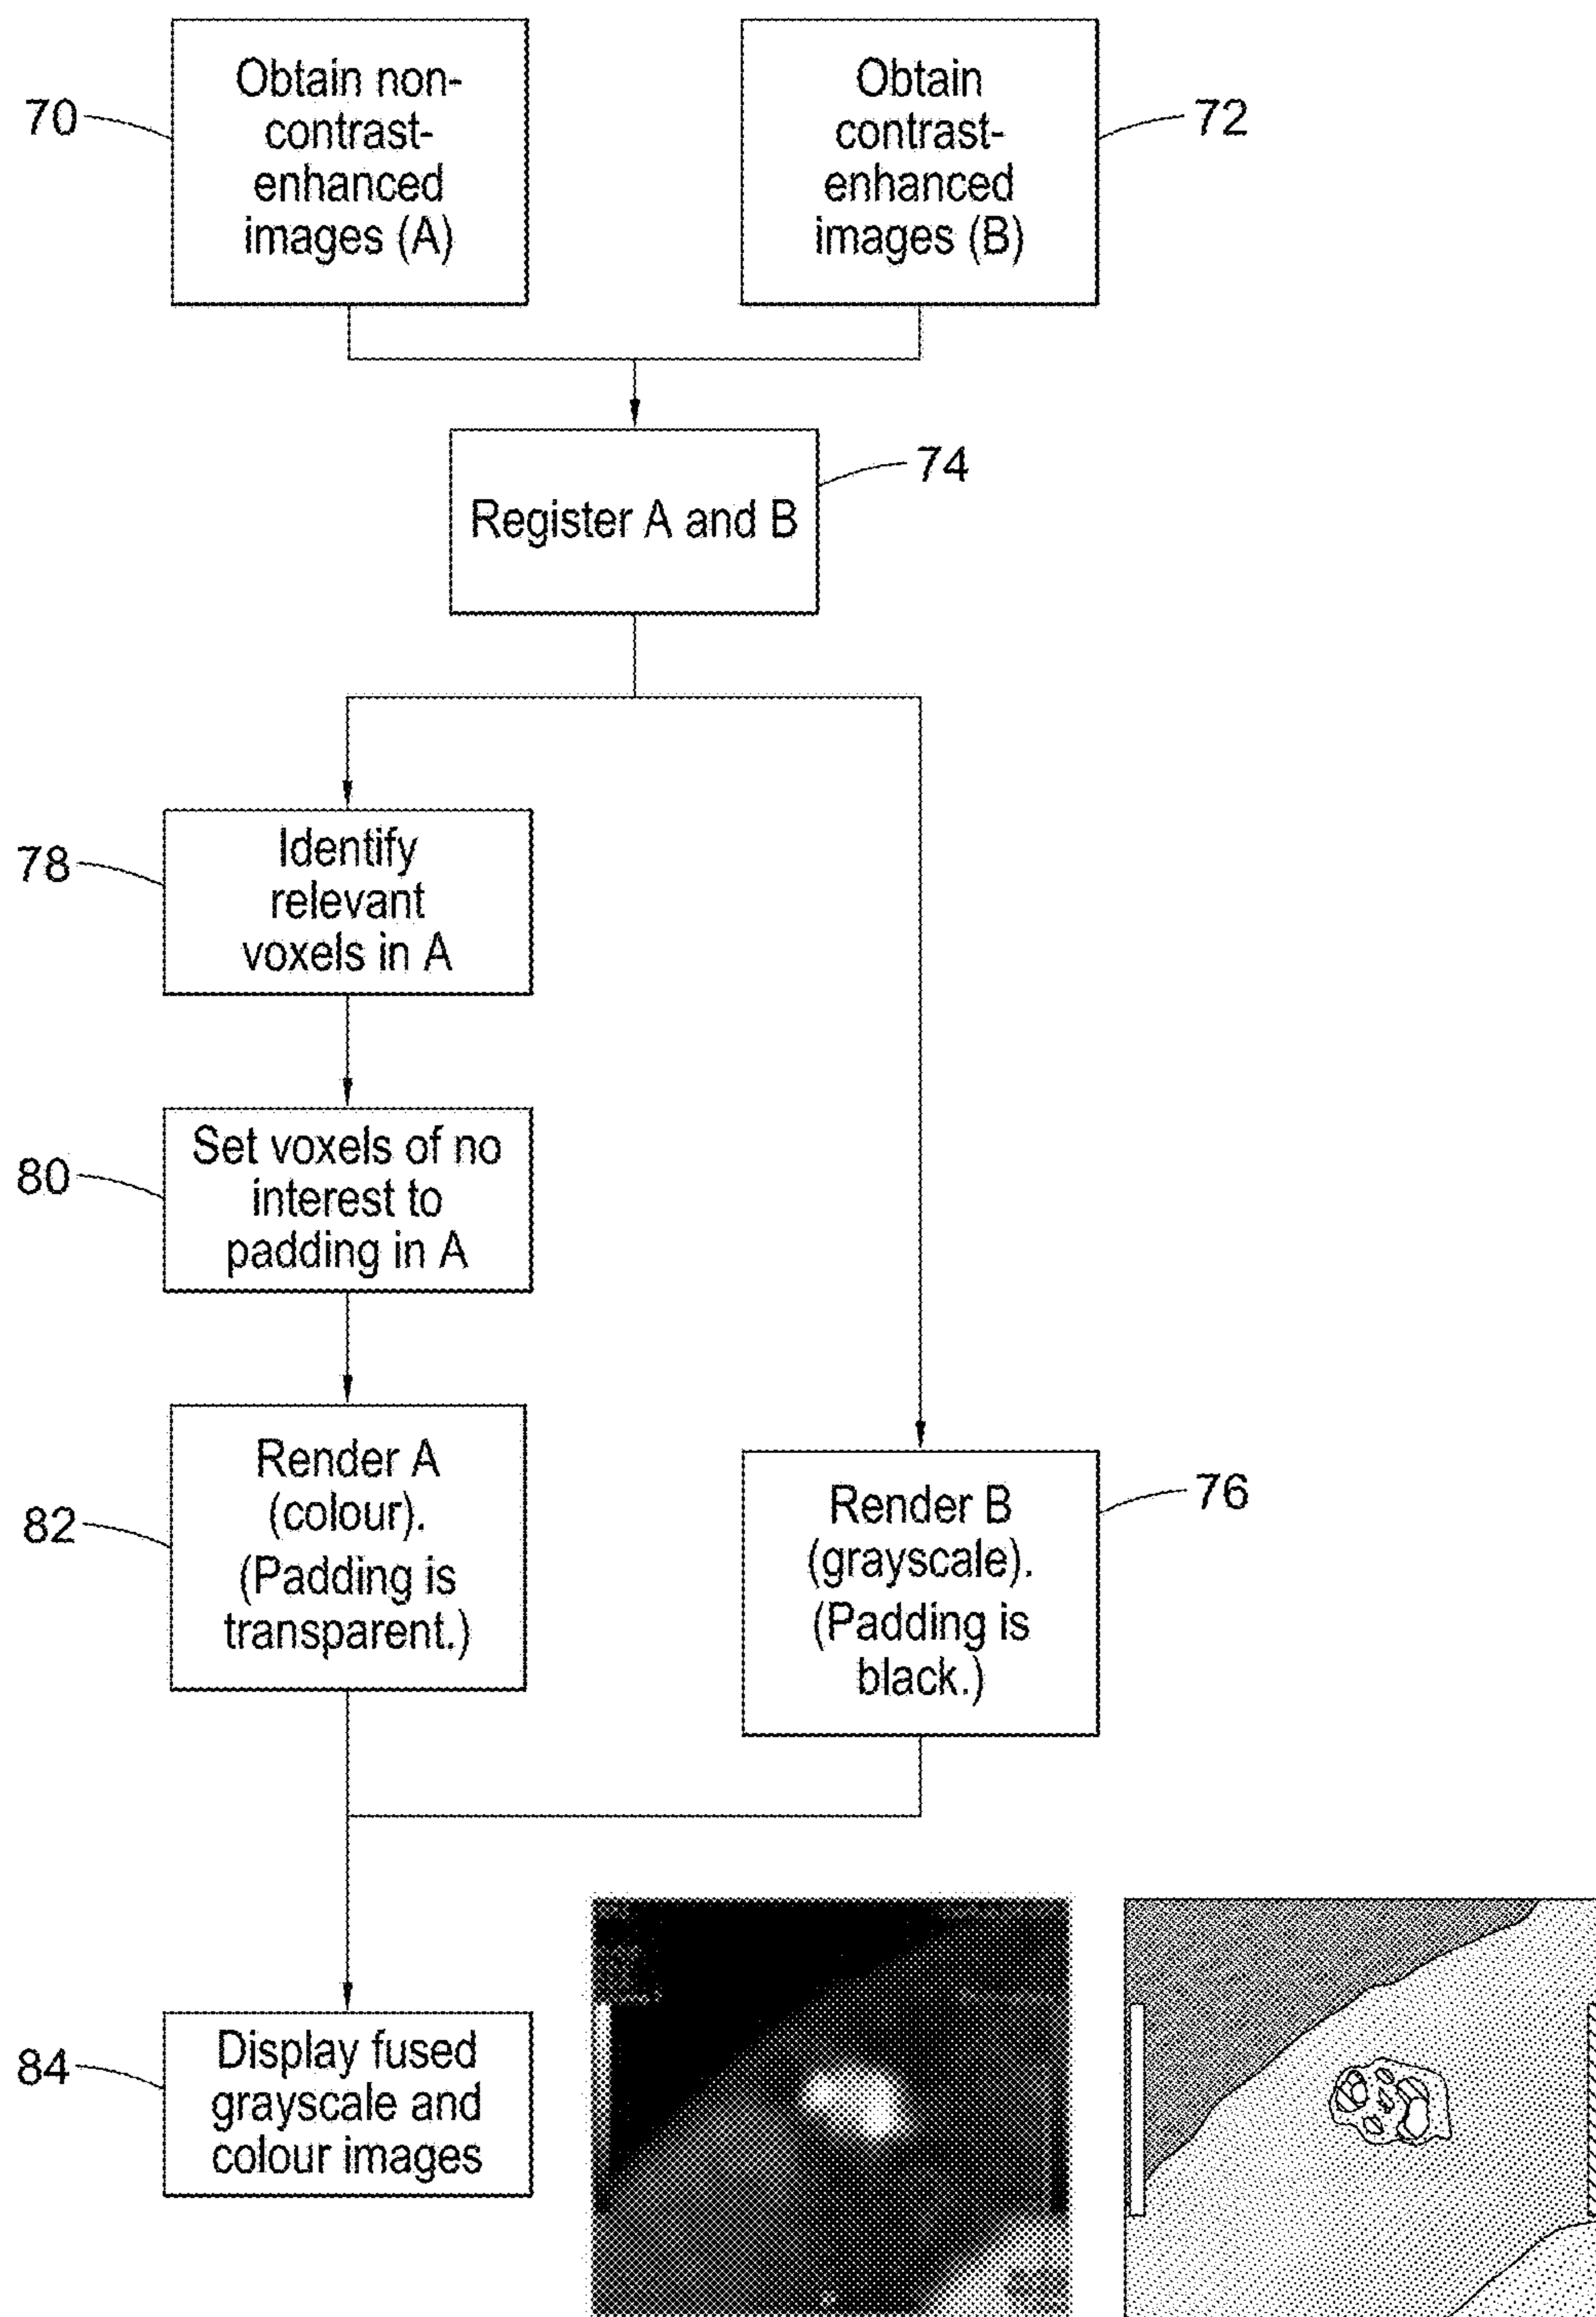 70
Obtain non-
contrast-
enhanced
images (A)
Obtain
contrast-
enhanced
images (B)
72
Register A and B
74
78
Identify
relevant
voxels in A
80
Set voxels of no
interest to
padding in A
82
Render A
(colour).
(Padding is
transparent.)
Render B
(grayscale).
(Padding is
black.)
76
84
Display fused
grayscale and
colour images